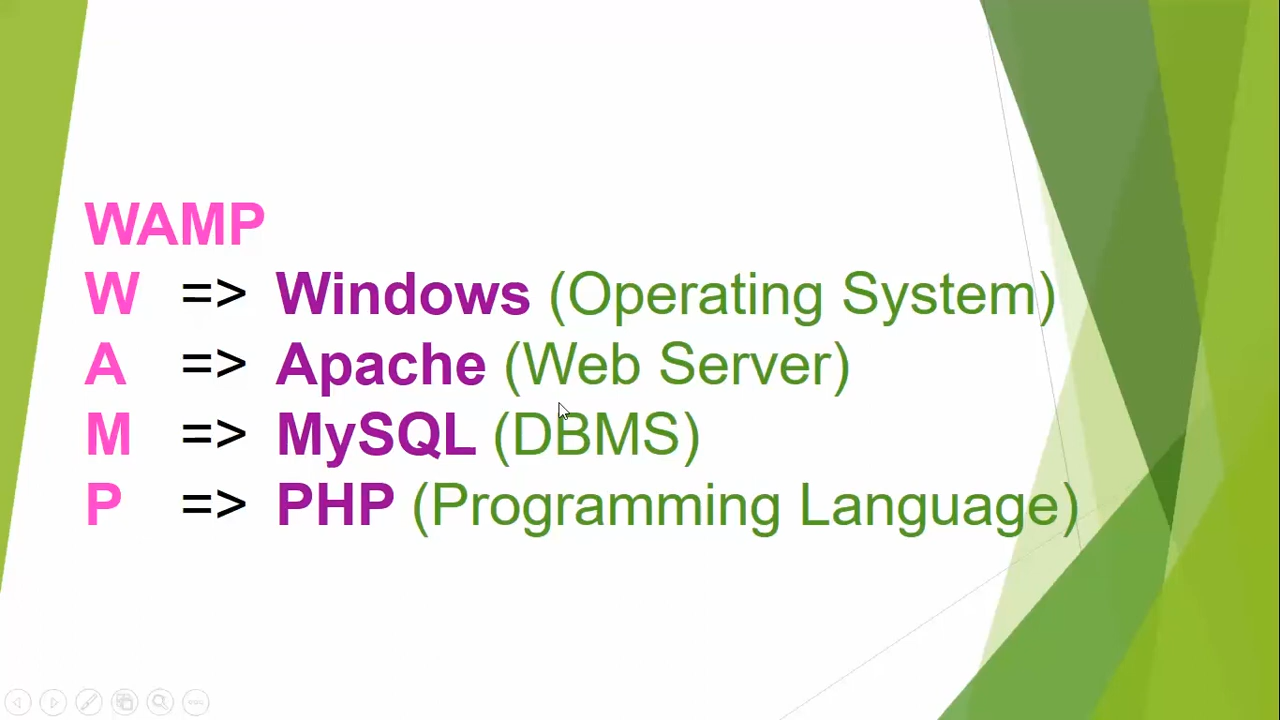 WAMP
W => Windows (Operating System)
A => Apache (Web Server)
M => MySQL (DBMS)
P => PHP (Programming Language)